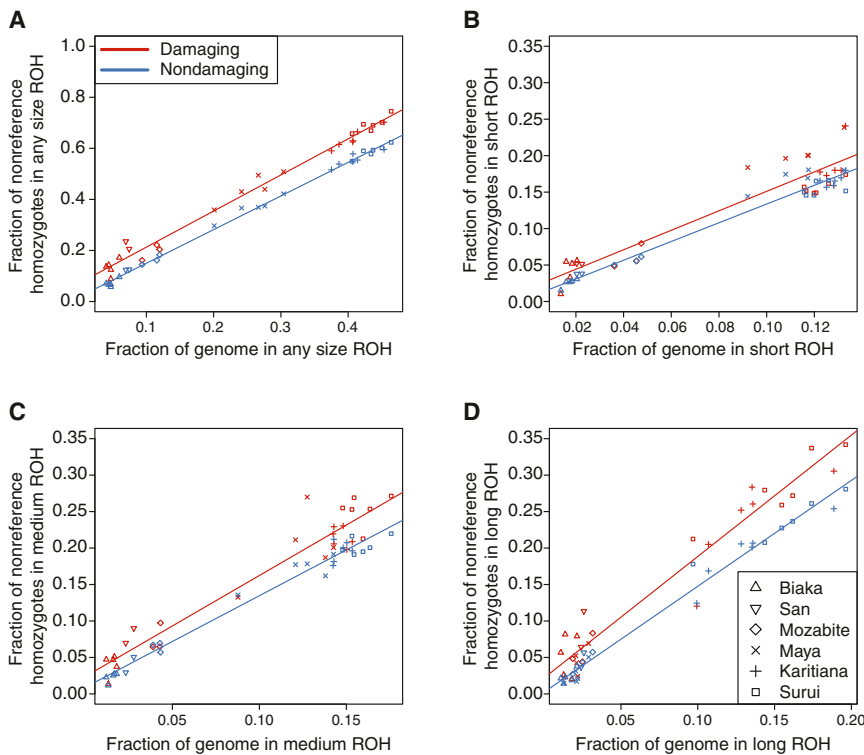 A
Damaging
Nondamaging
Fraction of nonreference
homozygotes in any size ROH
1.0
0.8
0.6
0.4
0.2
0.0
0.1
0.2
0.3
0.4
Fraction of genome in any size ROH
B
Fraction of nonreference
homozygotes in short ROH
0.35
0.30
0.25
0.20
0.15
0.10
0.05
0.00
0.02
0.04
0.06
0.08
0.10
0.12
Fraction of genome in short ROH
C
Fraction of nonreference
homozygotes in medium ROH
0.35
0.30
0.25
0.20
0.15
0.10
0.05
0.00
0.05
0.10
0.15
Fraction of genome in medium ROH
D
Fraction of nonreference
homozygotes in long ROH
0.35
0.30
0.25
0.20
0.15
0.10
0.05
0.00
Biaka
San
Mozabite
Maya
Karitiana
Surui
0.05
0.10
0.15
0.20
Fraction of genome in long ROH